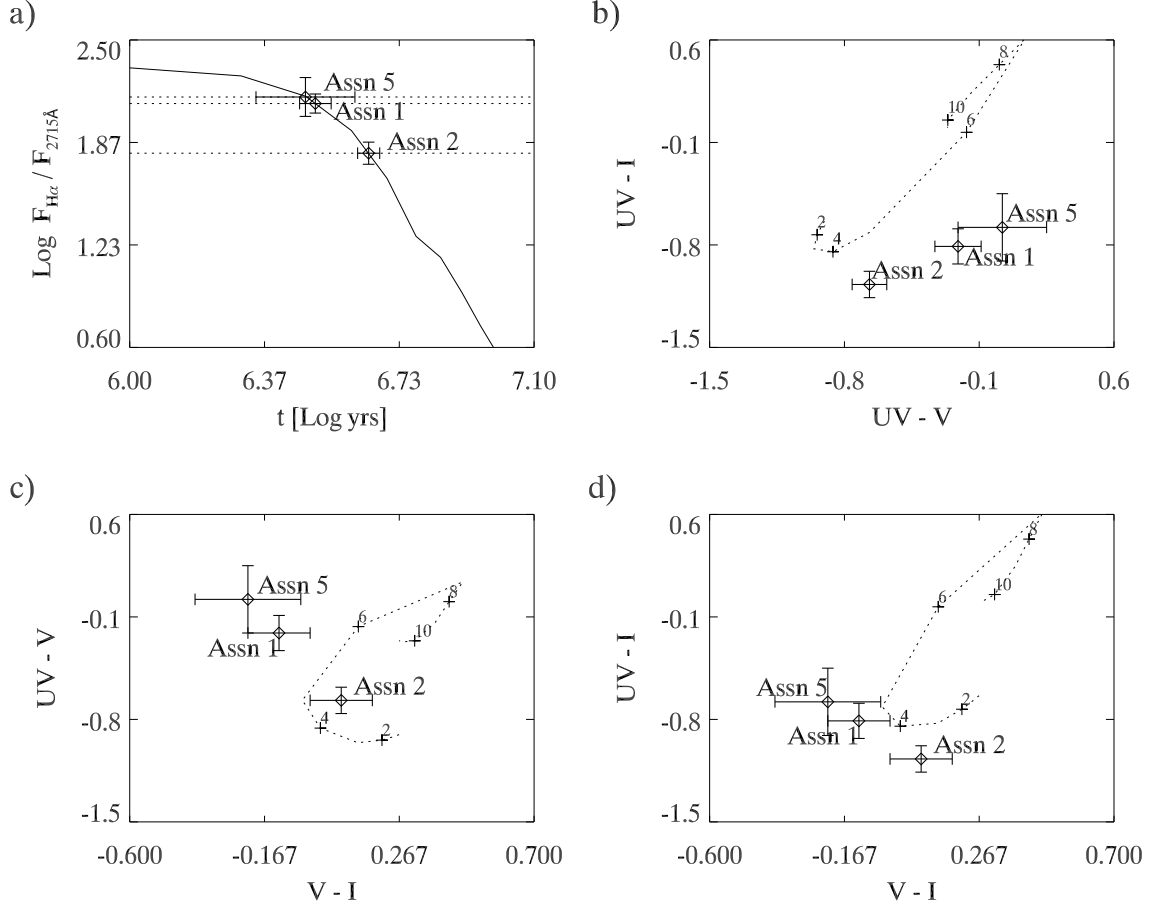 a)
2.50
1.87
1.23
0.60
Log F_Hα / F_2715Å
Assn 5
Assn 1
Assn 2
6.00 6.37 6.73 7.10
t [Log yrs]
b)
0.6
-0.1
-0.8
-1.5
UV - I
8
10
6
2
4
Assn 5
Assn 1
Assn 2
-1.5 -0.8 -0.1 0.6
UV - V
c)
0.6
-0.1
-0.8
-1.5
UV - V
Assn 5
8
6
10
Assn 1
Assn 2
4
2
-0.600 -0.167 0.267 0.700
V - I
d)
0.6
-0.1
-0.8
-1.5
UV - I
8
10
6
Assn 5
2
4
Assn 1
Assn 2
-0.600 -0.167 0.267 0.700
V - I